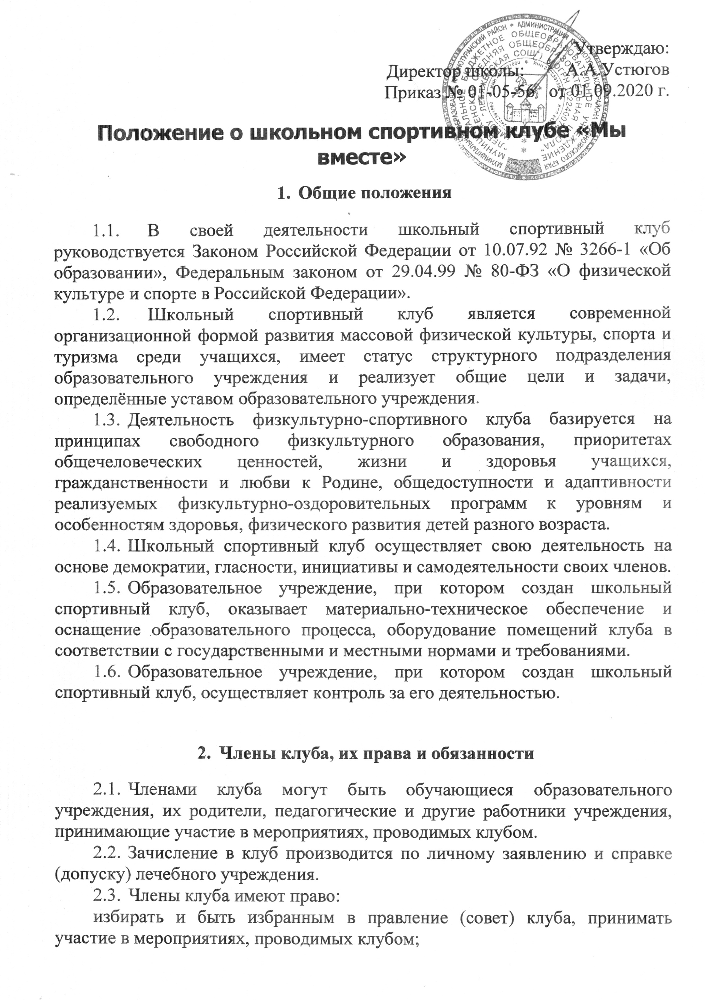 Утверждаю:
Директор школы: А.А.Устюгов
Приказ № 01-05-56 от 01.09.2020 г.
Положение о школьном спортивном клубе «Мы
вместе»
1. Общие положения
1.1. В своей деятельности школьный спортивный клуб
руководствуется Законом Российской Федерации от 10.07.92 № 3266-1 «Об
образовании», Федеральным законом от 29.04.99 № 80-ФЗ «О физической
культуре и спорте в Российской Федерации».
1.2. Школьный спортивный клуб является современной
организационной формой развития массовой физической культуры, спорта и
туризма среди учащихся, имеет статус структурного подразделения
образовательного учреждения и реализует общие цели и задачи,
определённые уставом образовательного учреждения.
1.3. Деятельность физкультурно-спортивного клуба базируется на
принципах свободного физкультурного образования, приоритетах
общечеловеческих ценностей, жизни и здоровья учащихся,
гражданственности и любви к Родине, общедоступности и адаптивности
реализуемых физкультурно-оздоровительных программ к уровням и
особенностям здоровья, физического развития детей разного возраста.
1.4. Школьный спортивный клуб осуществляет свою деятельность на
основе демократии, гласности, инициативы и самодеятельности своих членов.
1.5. Образовательное учреждение, при котором создан школьный
спортивный клуб, оказывает материально-техническое обеспечение и
оснащение образовательного процесса, оборудование помещений клуба в
соответствии с государственными и местными нормами и требованиями.
1.6. Образовательное учреждение, при котором создан школьный
спортивный клуб, осуществляет контроль за его деятельностью.
2. Члены клуба, их права и обязанности
2.1. Членами клуба могут быть обучающиеся образовательного
учреждения, их родители, педагогические и другие работники учреждения,
принимающие участие в мероприятиях, проводимых клубом.
2.2. Зачисление в клуб производится по личному заявлению и справке
(допуску) лечебного учреждения.
2.3. Члены клуба имеют право:
избирать и быть избранным в правление (совет) клуба, принимать
участие в мероприятиях, проводимых клубом;